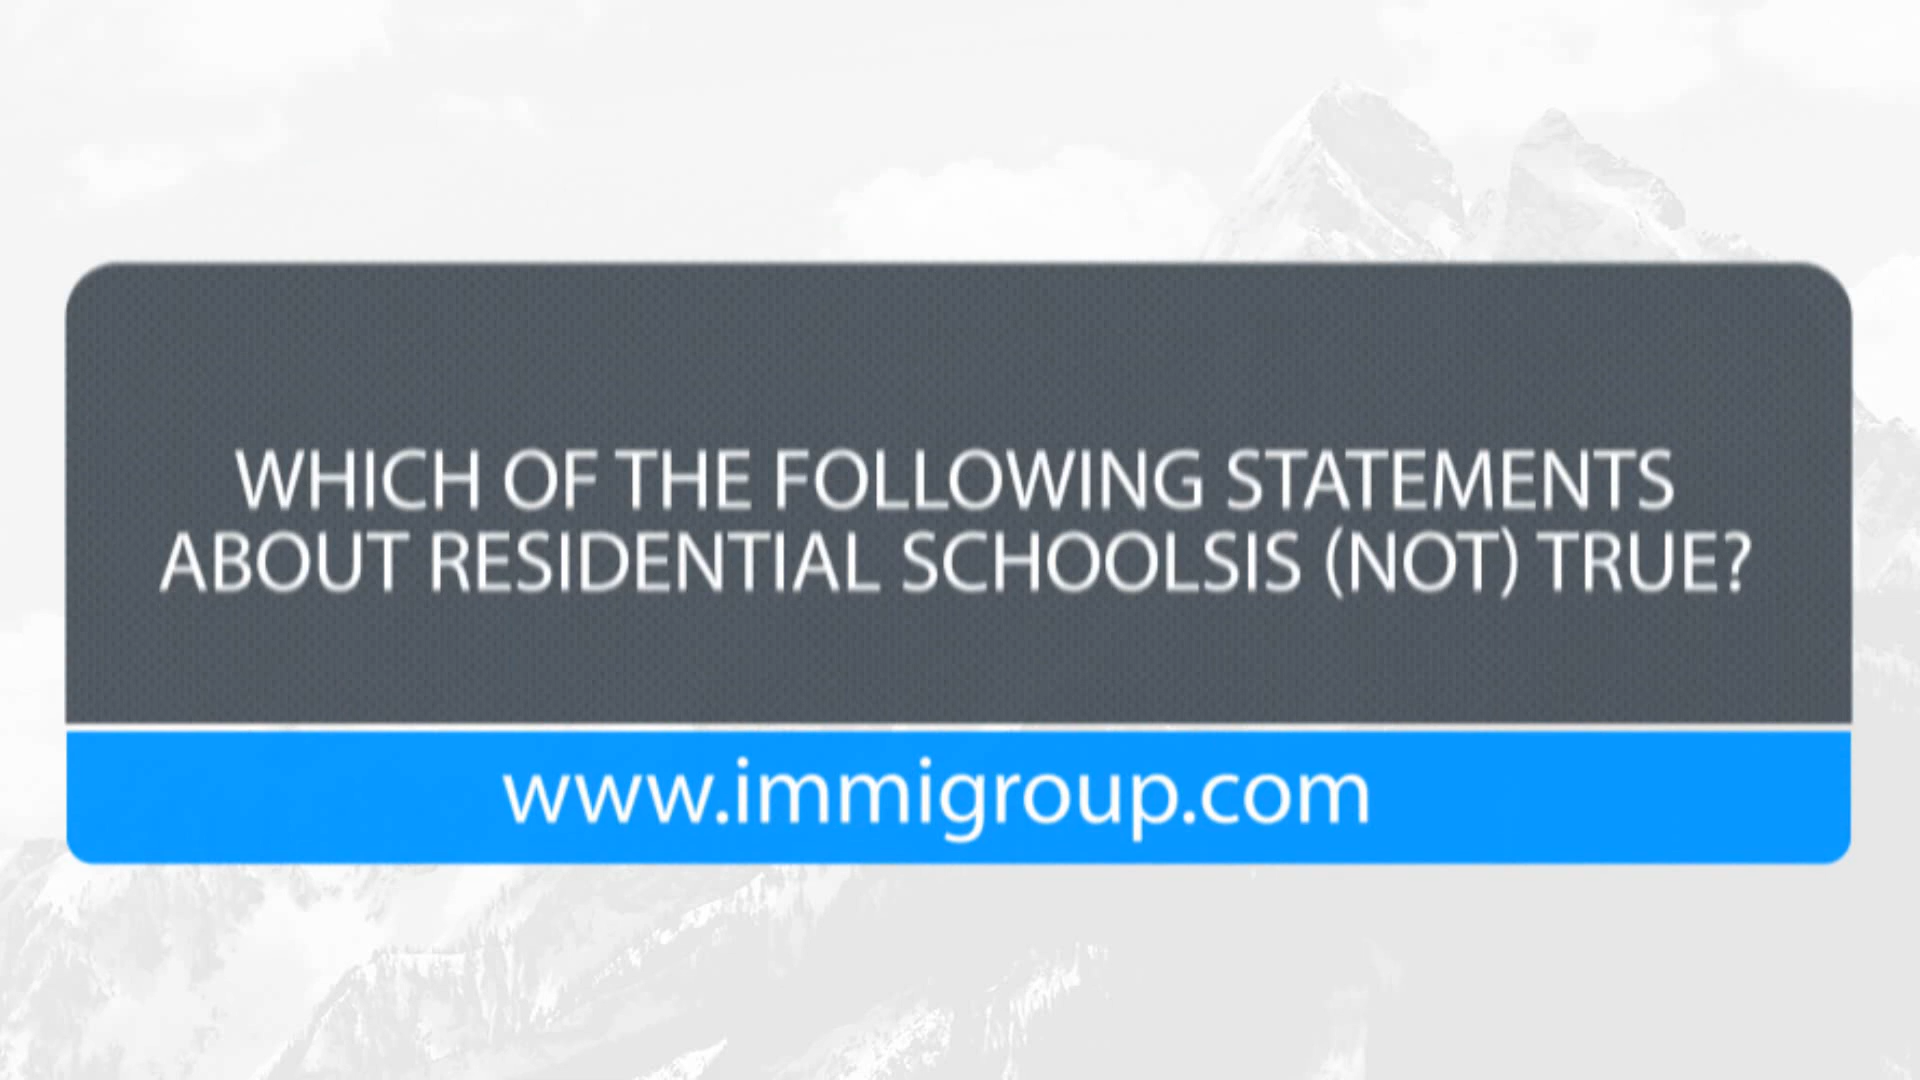 WHICH OF THE FOLLOWING STATEMENTS
ABOUT RESIDENTIAL SCHOOLSIS (NOT) TRUE?
www.immigroup.com